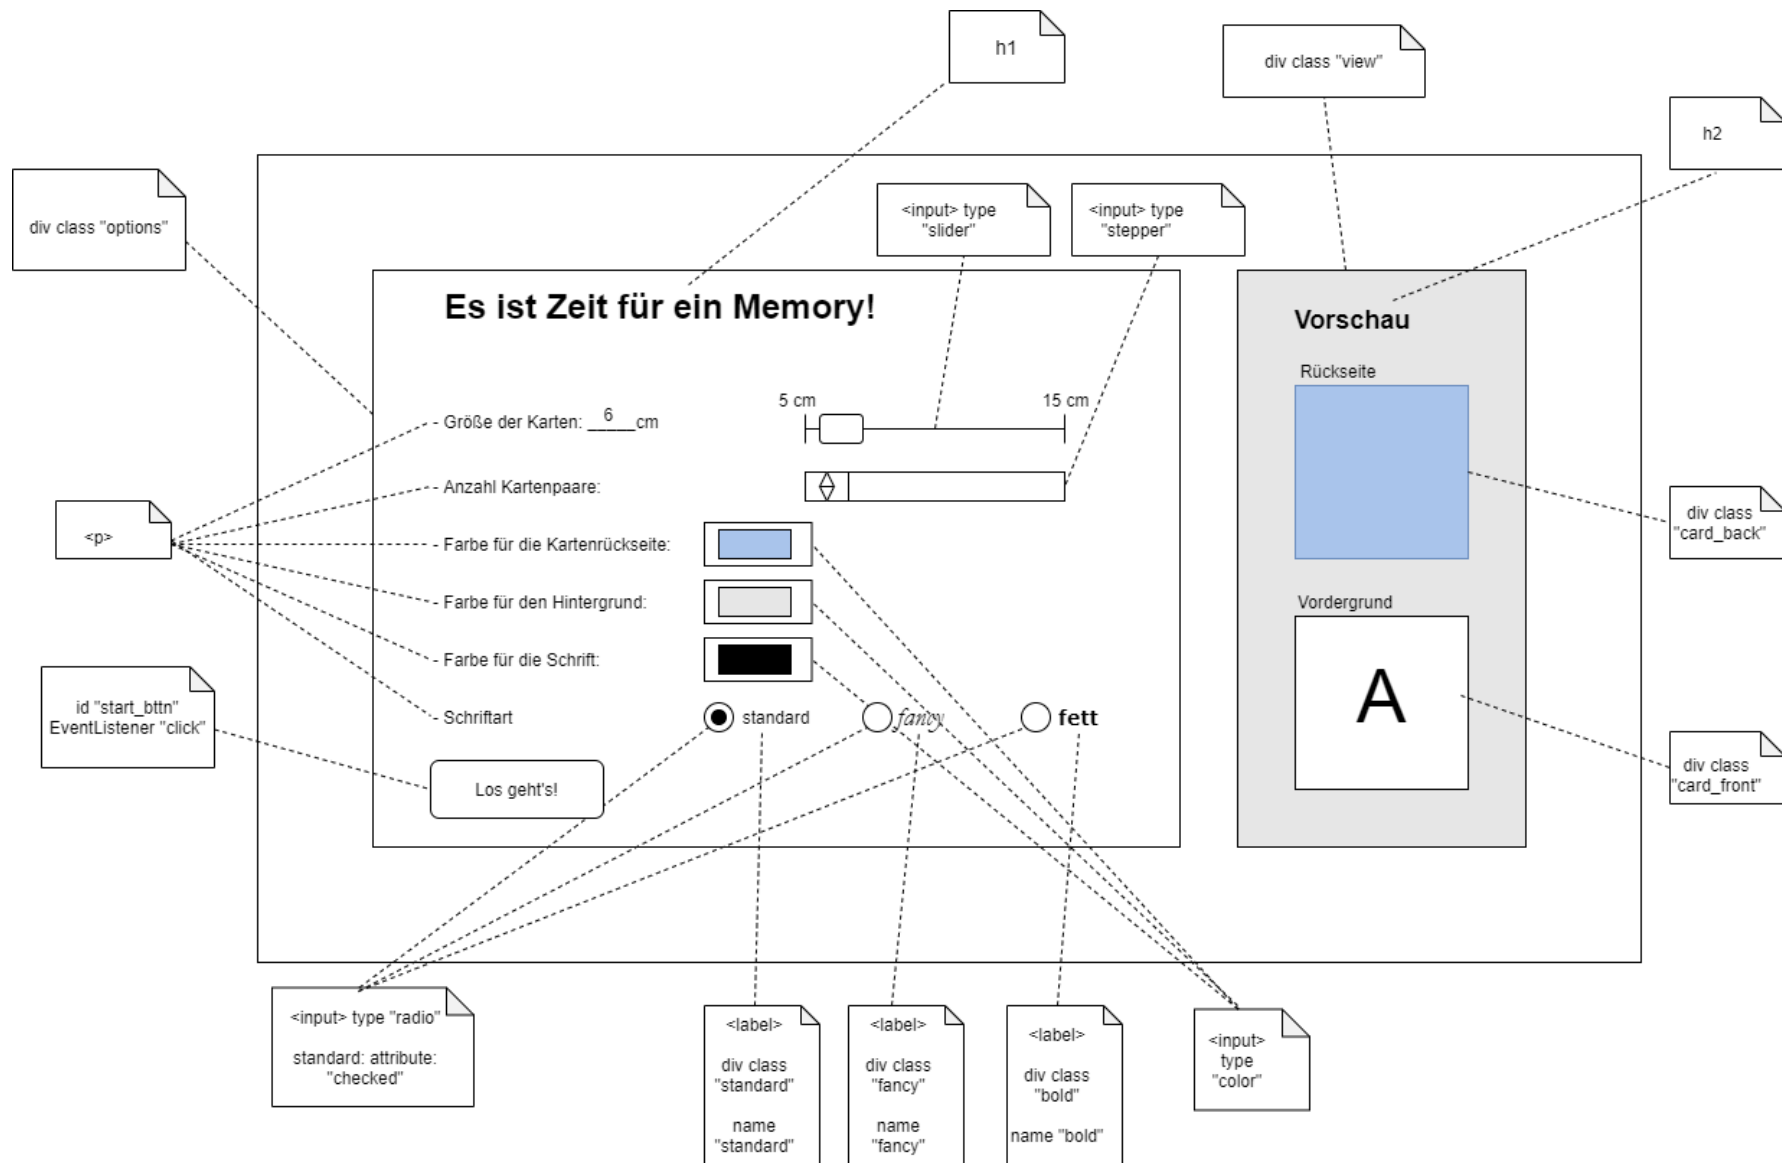 h1
div class "view"
h2
div class "options"
<input> type
"slider"
<input> type
"stepper"
Es ist Zeit für ein Memory!
Vorschau
Rückseite
5 cm
15 cm
Größe der Karten: __6__cm
Anzahl Kartenpaare:
<p>
Farbe für die Kartenrückseite:
div class
"card_back"
Farbe für den Hintergrund:
Vordergrund
Farbe für die Schrift:
A
id "start_bttn"
EventListener "click"
Schriftart
standard
fancy
fett
Los geht's!
div class
"card_front"
<input> type "radio"
standard: attribute:
"checked"
<label>
div class
"standard"
name
"standard"
<label>
div class
"fancy"
name
"fancy"
<label>
div class
"bold"
name "bold"
<input>
type
"color"